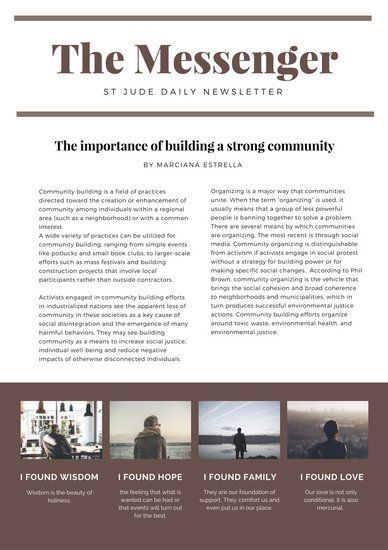 The Messenger
ST JUDE DAILY NEWSLETTER
The importance of building a strong community
BY MARCIANA ESTRELLA
Community building is a field of practices
directed toward the creation or enhancement of
community among individuals within a regional
area (such as a neighborhood) or with a common
interest.
A wide variety of practices can be utilized for
community building, ranging from simple events
like potlucks and small book clubs, to larger-scale
efforts such as mass festivals and building
construction projects that involve local
participants rather than outside contractors.
Activists engaged in community building efforts
in industrialized nations see the apparent loss of
community in these societies as a key cause of
social disintegration and the emergence of many
harmful behaviors. They may see building
community as a means to increase social justice,
individual well-being and reduce negative
impacts of otherwise disconnected individuals.
Organizing is a major way that communities
unite. When the term "organizing" is used, it
usually means that a group of less powerful
people is banning together to solve a problem.
There are several means by which communities
are organizing. The most recent is through social
media. Community organizing is distinguishable
from activism if activists engage in social protest
without a strategy for building power or for
making specific social changes. According to Phil
Brown, community organizing is the vehicle that
brings the social cohesion and broad coherence
to neighborhoods and municipalities, which in
turn produces successful environmental justice
actions. Community building efforts organize
around toxic waste, environmental health, and
environmental justice.
I FOUND WISDOM
Wisdom is the beauty of
holiness
I FOUND HOPE
the feeling that what is
wanted can be had or
that events will turn out
for the best.
I FOUND FAMILY
They are our foundation
of support. They comfort us and
even put us in our place.
I FOUND LOVE
Our love is not only
conditional, it is also
mercurial.